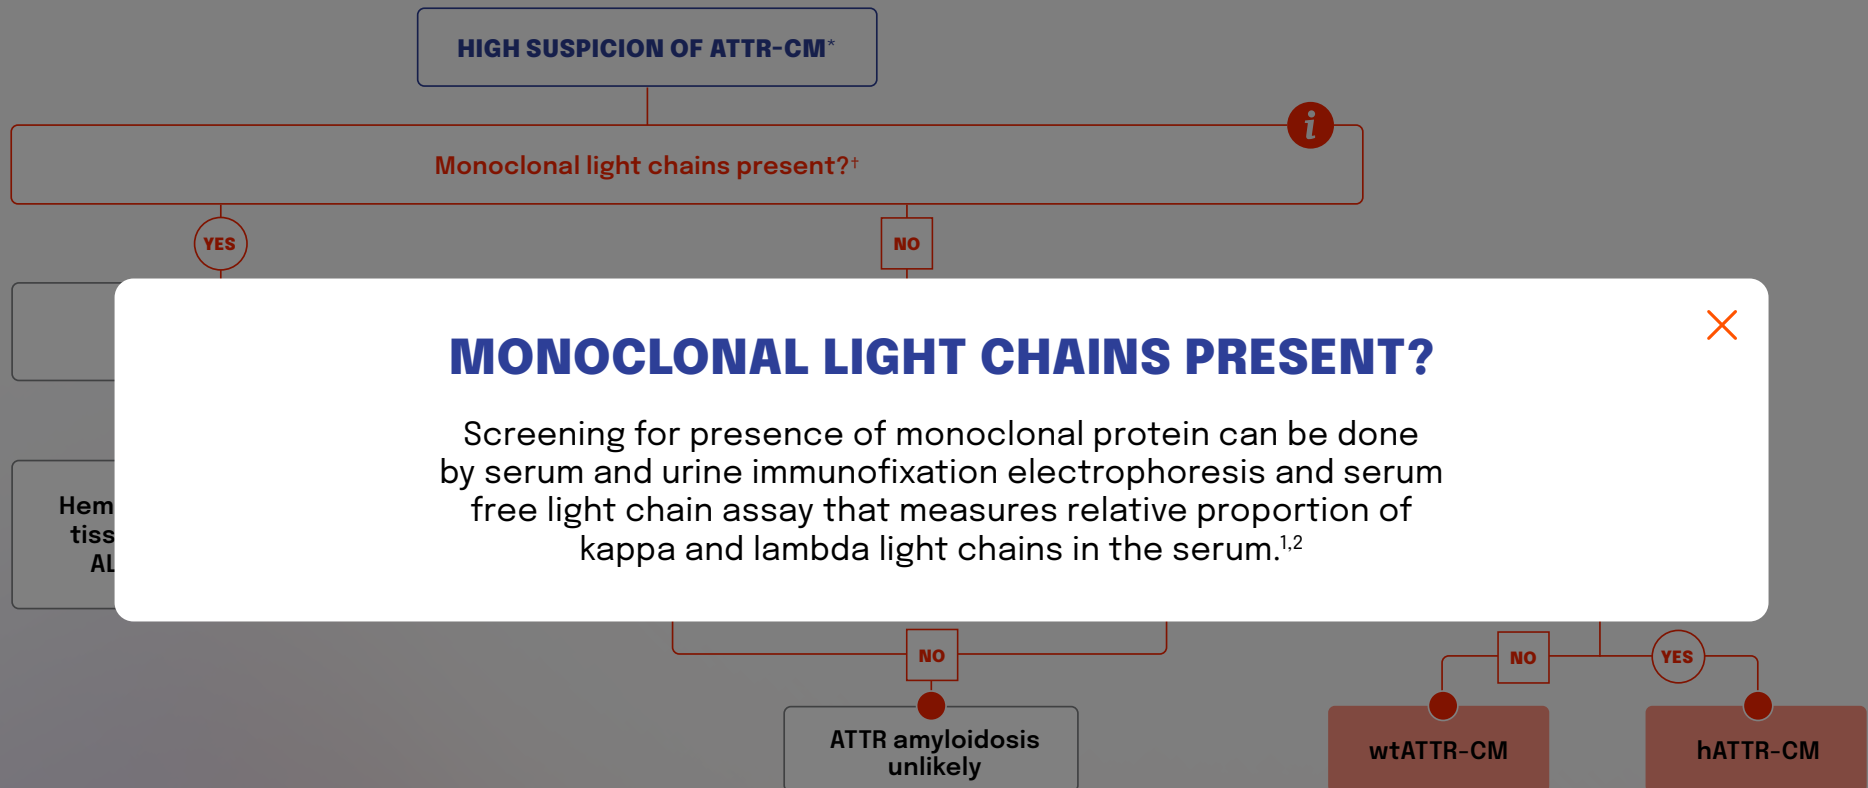 HIGH SUSPICION OF ATTR-CM*
i
Monoclonal light chains present?†
YES
NO
MONOCLONAL LIGHT CHAINS PRESENT?
Screening for presence of monoclonal protein can be done
by serum and urine immunofixation electrophoresis and serum
free light chain assay that measures relative proportion of
kappa and lambda light chains in the serum.1,2
Hem
tiss
AL
NO
NO
YES
ATTR amyloidosis
unlikely
wtATTR-CM
hATTR-CM